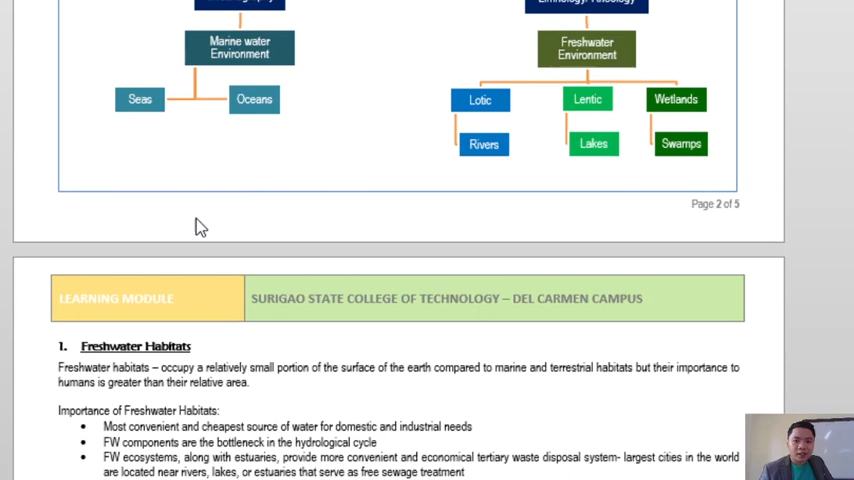 Marine water
Environment
Freshwater
Environment
Seas
Oceans
Lotic
Lentic
Wetlands
Rivers
Lakes
Swamps
Page 2 of 5
LEARNING MODULE
SURIGAO STATE COLLEGE OF TECHNOLOGY – DEL CARMEN CAMPUS
1. Freshwater Habitats
Freshwater habitats – occupy a relatively small portion of the surface of the earth compared to marine and terrestrial habitats but their importance to
humans is greater than their relative area.
Importance of Freshwater Habitats:
• Most convenient and cheapest source of water for domestic and industrial needs
• FW components are the bottleneck in the hydrological cycle
• FW ecosystems, along with estuaries, provide more convenient and economical tertiary waste disposal system- largest cities in the world
are located near rivers, lakes, or estuaries that serve as free sewage treatment